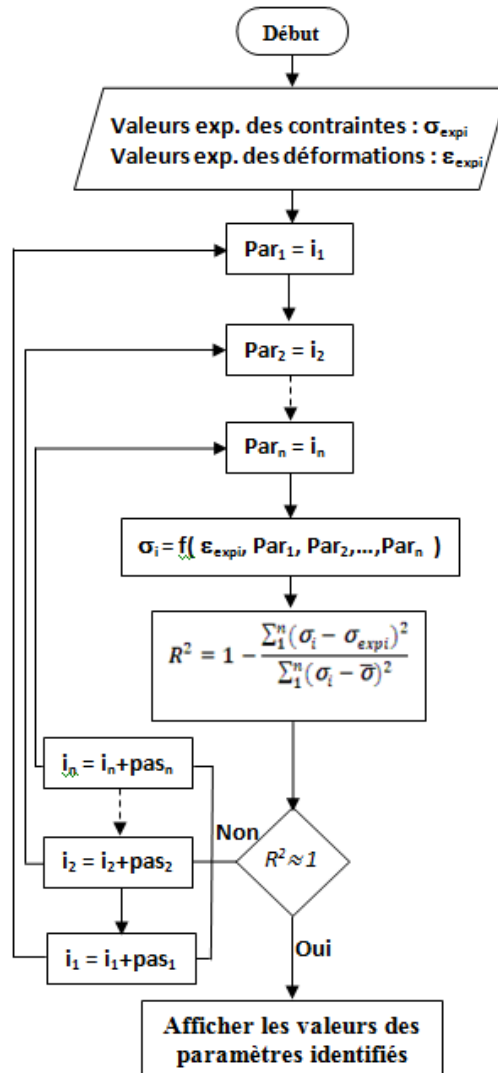 Début
Valeurs exp. des contraintes : σexpi
Valeurs exp. des déformations : εexpi
Par₁ = i₁
Par₂ = i₂
Parₙ = iₙ
σᵢ = f( εexpi, Par₁, Par₂,...,Parₙ )
R² = 1 − ∑₁ⁿ(σᵢ − σexpi)² / ∑₁ⁿ(σᵢ − σ̅)²
iₙ = iₙ+pasₙ
Non
i₂ = i₂+pas₂
R²≈1
i₁ = i₁+pas₁
Oui
Afficher les valeurs des
paramètres identifiés